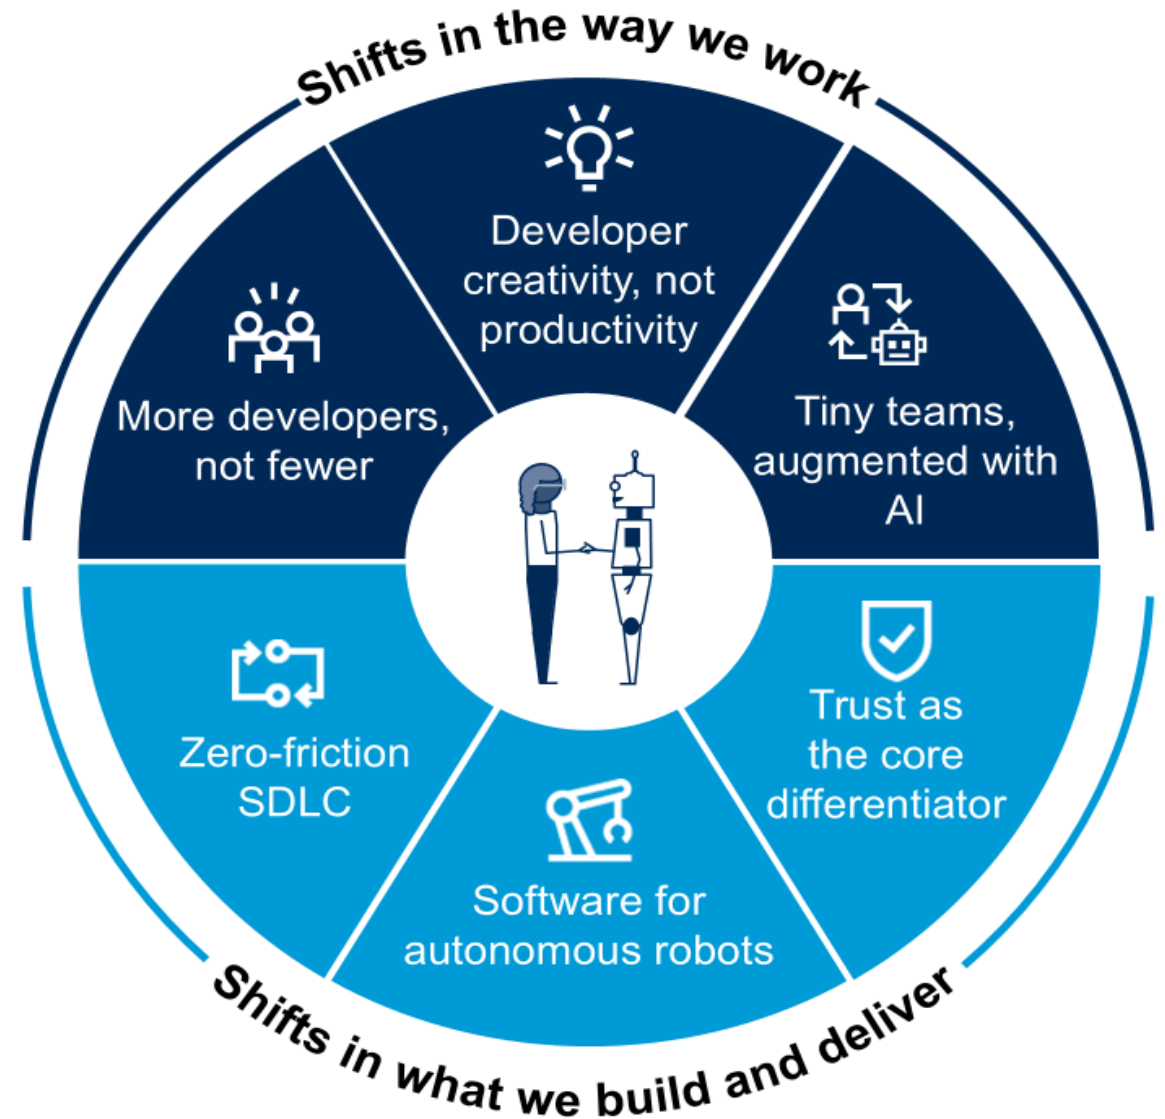 Shifts in the way we work
Developer
creativity, not
productivity
More developers,
not fewer
Tiny teams,
augmented with
AI
Zero-friction
SDLC
Trust as
the core
differentiator
Software for
autonomous robots
Shifts in what we build and deliver